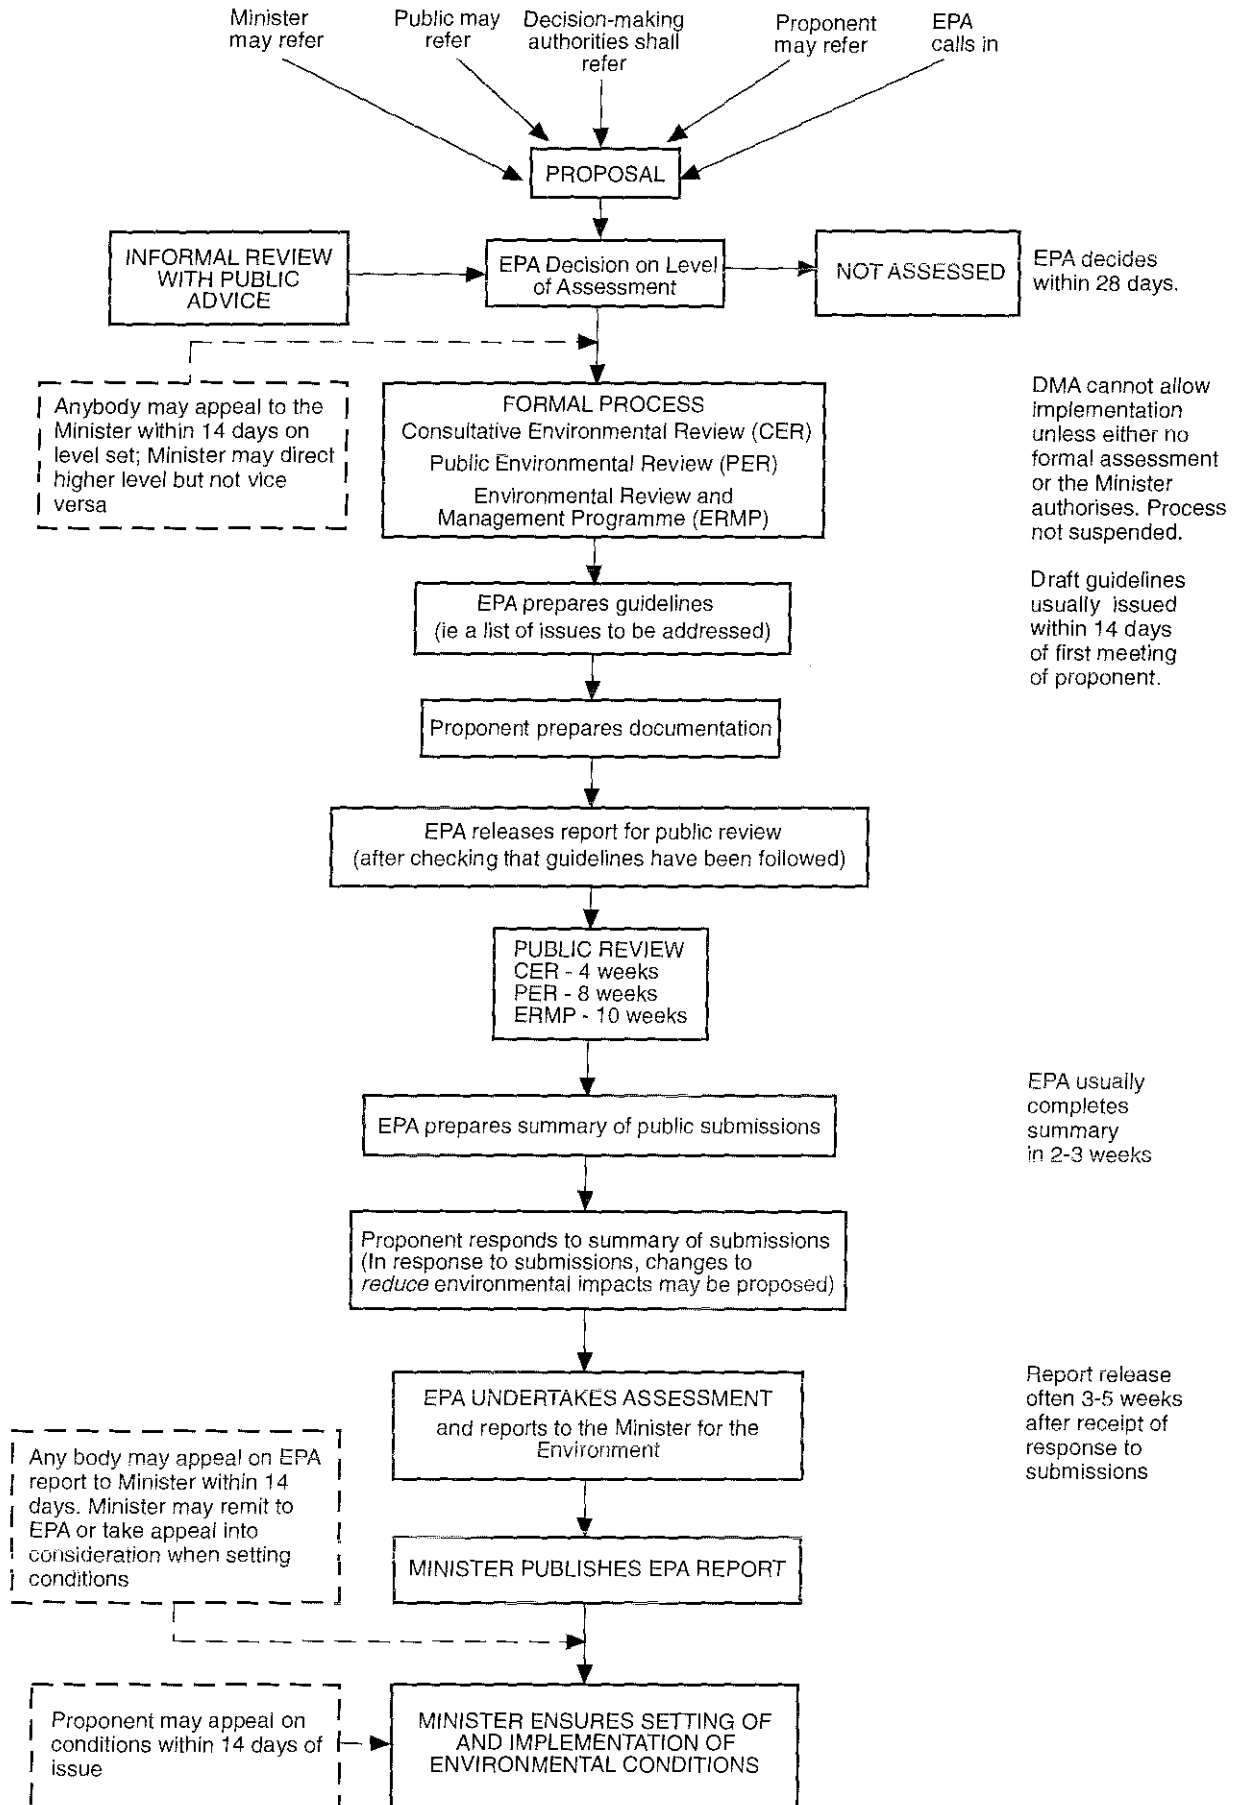 Minister
may refer
Public may
refer
Decision-making
authorities shall
refer
Proponent
may refer
EPA
calls in
PROPOSAL
INFORMAL REVIEW
WITH PUBLIC
ADVICE
EPA Decision on Level
of Assessment
NOT ASSESSED
EPA decides
within 28 days.
Anybody may appeal to the
Minister within 14 days on
level set; Minister may direct
higher level but not vice
versa
FORMAL PROCESS
Consultative Environmental Review (CER)
Public Environmental Review (PER)
Environmental Review and
Management Programme (ERMP)
DMA cannot allow
implementation
unless either no
formal assessment
or the Minister
authorises. Process
not suspended.
EPA prepares guidelines
(ie a list of issues to be addressed)
Draft guidelines
usually issued
within 14 days
of first meeting
of proponent.
Proponent prepares documentation
EPA releases report for public review
(after checking that guidelines have been followed)
PUBLIC REVIEW
CER - 4 weeks
PER - 8 weeks
ERMP - 10 weeks
EPA prepares summary of public submissions
EPA usually
completes
summary
in 2-3 weeks
Proponent responds to summary of submissions
(In response to submissions, changes to
reduce environmental impacts may be proposed)
EPA UNDERTAKES ASSESSMENT
and reports to the Minister for the
Environment
Report release
often 3-5 weeks
after receipt of
response to
submissions
Any body may appeal on EPA
report to Minister within 14
days. Minister may remit to
EPA or take appeal into
consideration when setting
conditions
MINISTER PUBLISHES EPA REPORT
Proponent may appeal on
conditions within 14 days of
issue
MINISTER ENSURES SETTING OF
AND IMPLEMENTATION OF
ENVIRONMENTAL CONDITIONS